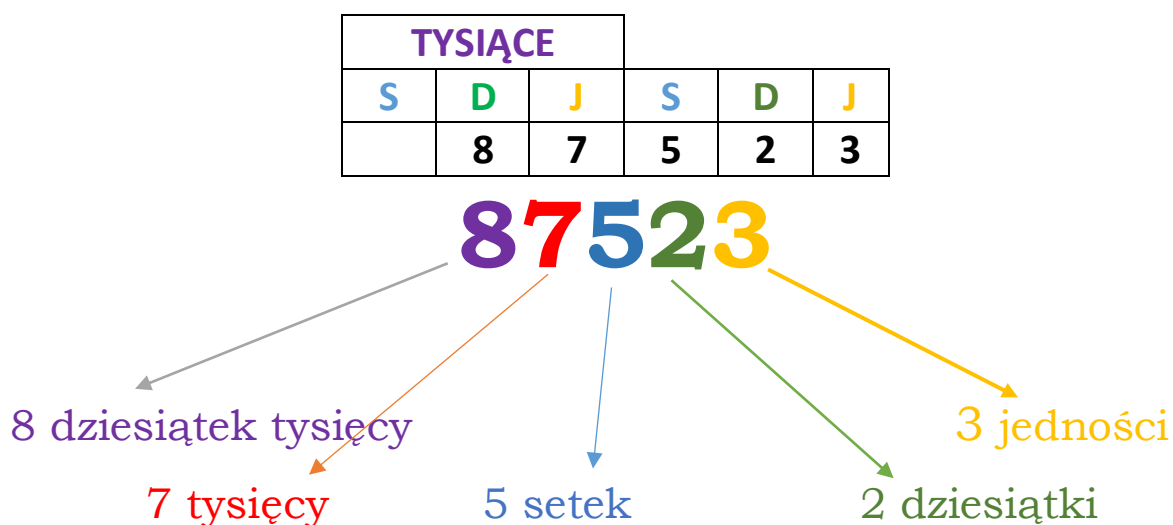 TYSIĄCE
S D J S D J
8 7 5 2 3
87523
8 dziesiątek tysięcy
3 jedności
7 tysięcy
5 setek
2 dziesiątki